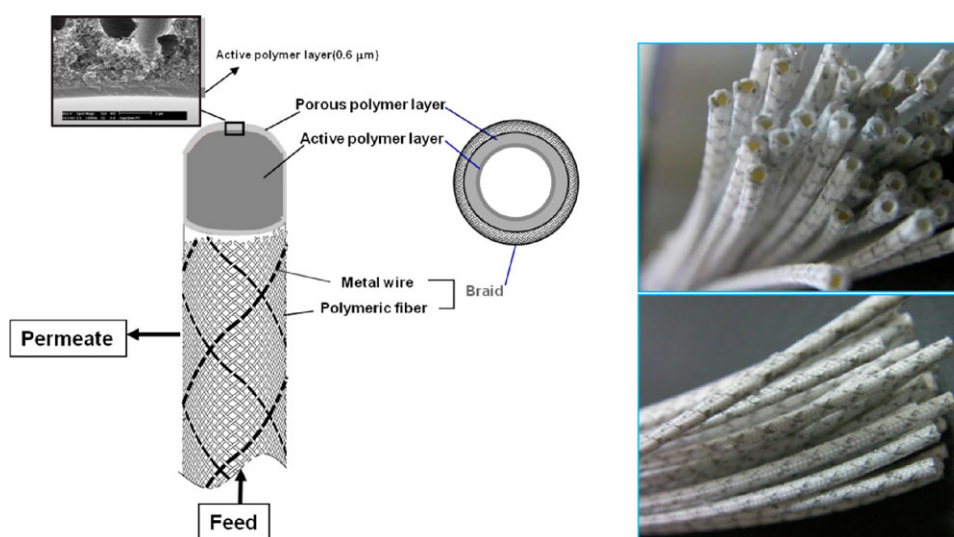 Active polymer layer(0.6 μm)
Porous polymer layer
Active polymer layer
Metal wire
Polymeric fiber
Braid
Permeate
Feed